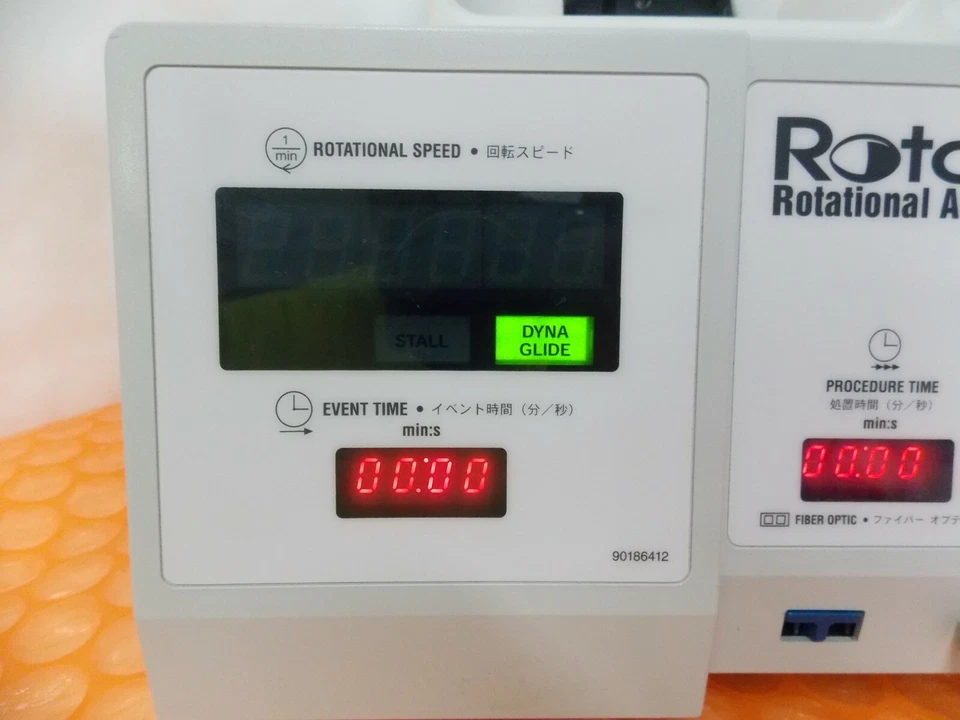 1
min
ROTATIONAL SPEED • 回転スピード
STALL
DYNA
GLIDE
EVENT TIME • イベント時間（分／秒）
min:s
00:00
90186412
Roto
Rotational A
PROCEDURE TIME
処置時間（分／秒）
min:s
00:00
FIBER OPTIC • ファイバー オプテ